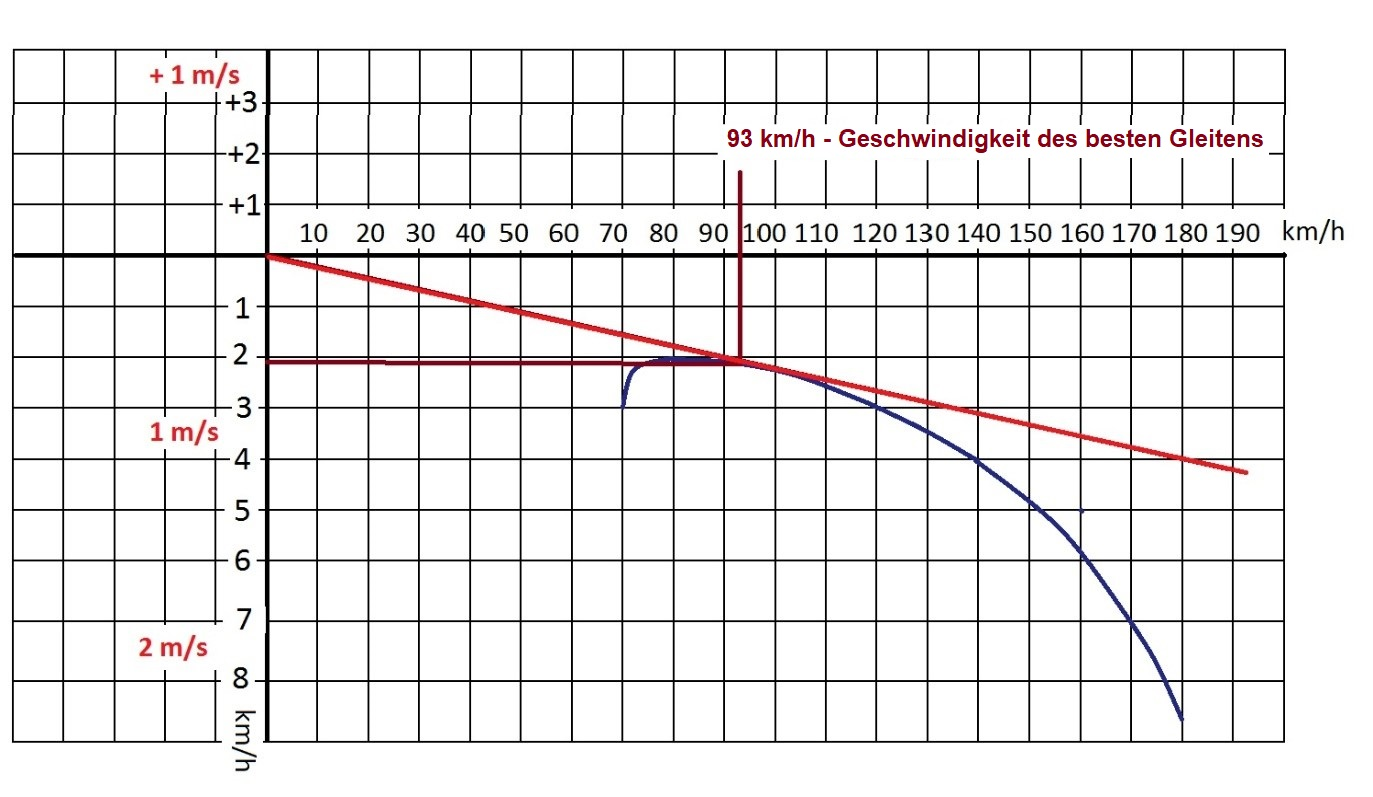 + 1 m/s
+3
93 km/h - Geschwindigkeit des besten Gleitens
+2
+1
10 20 30 40 50 60 70 80 90 100 110 120 130 140 150 160 170 180 190 km/h
1
2
3
1 m/s
4
5
6
7
2 m/s
8
km/h